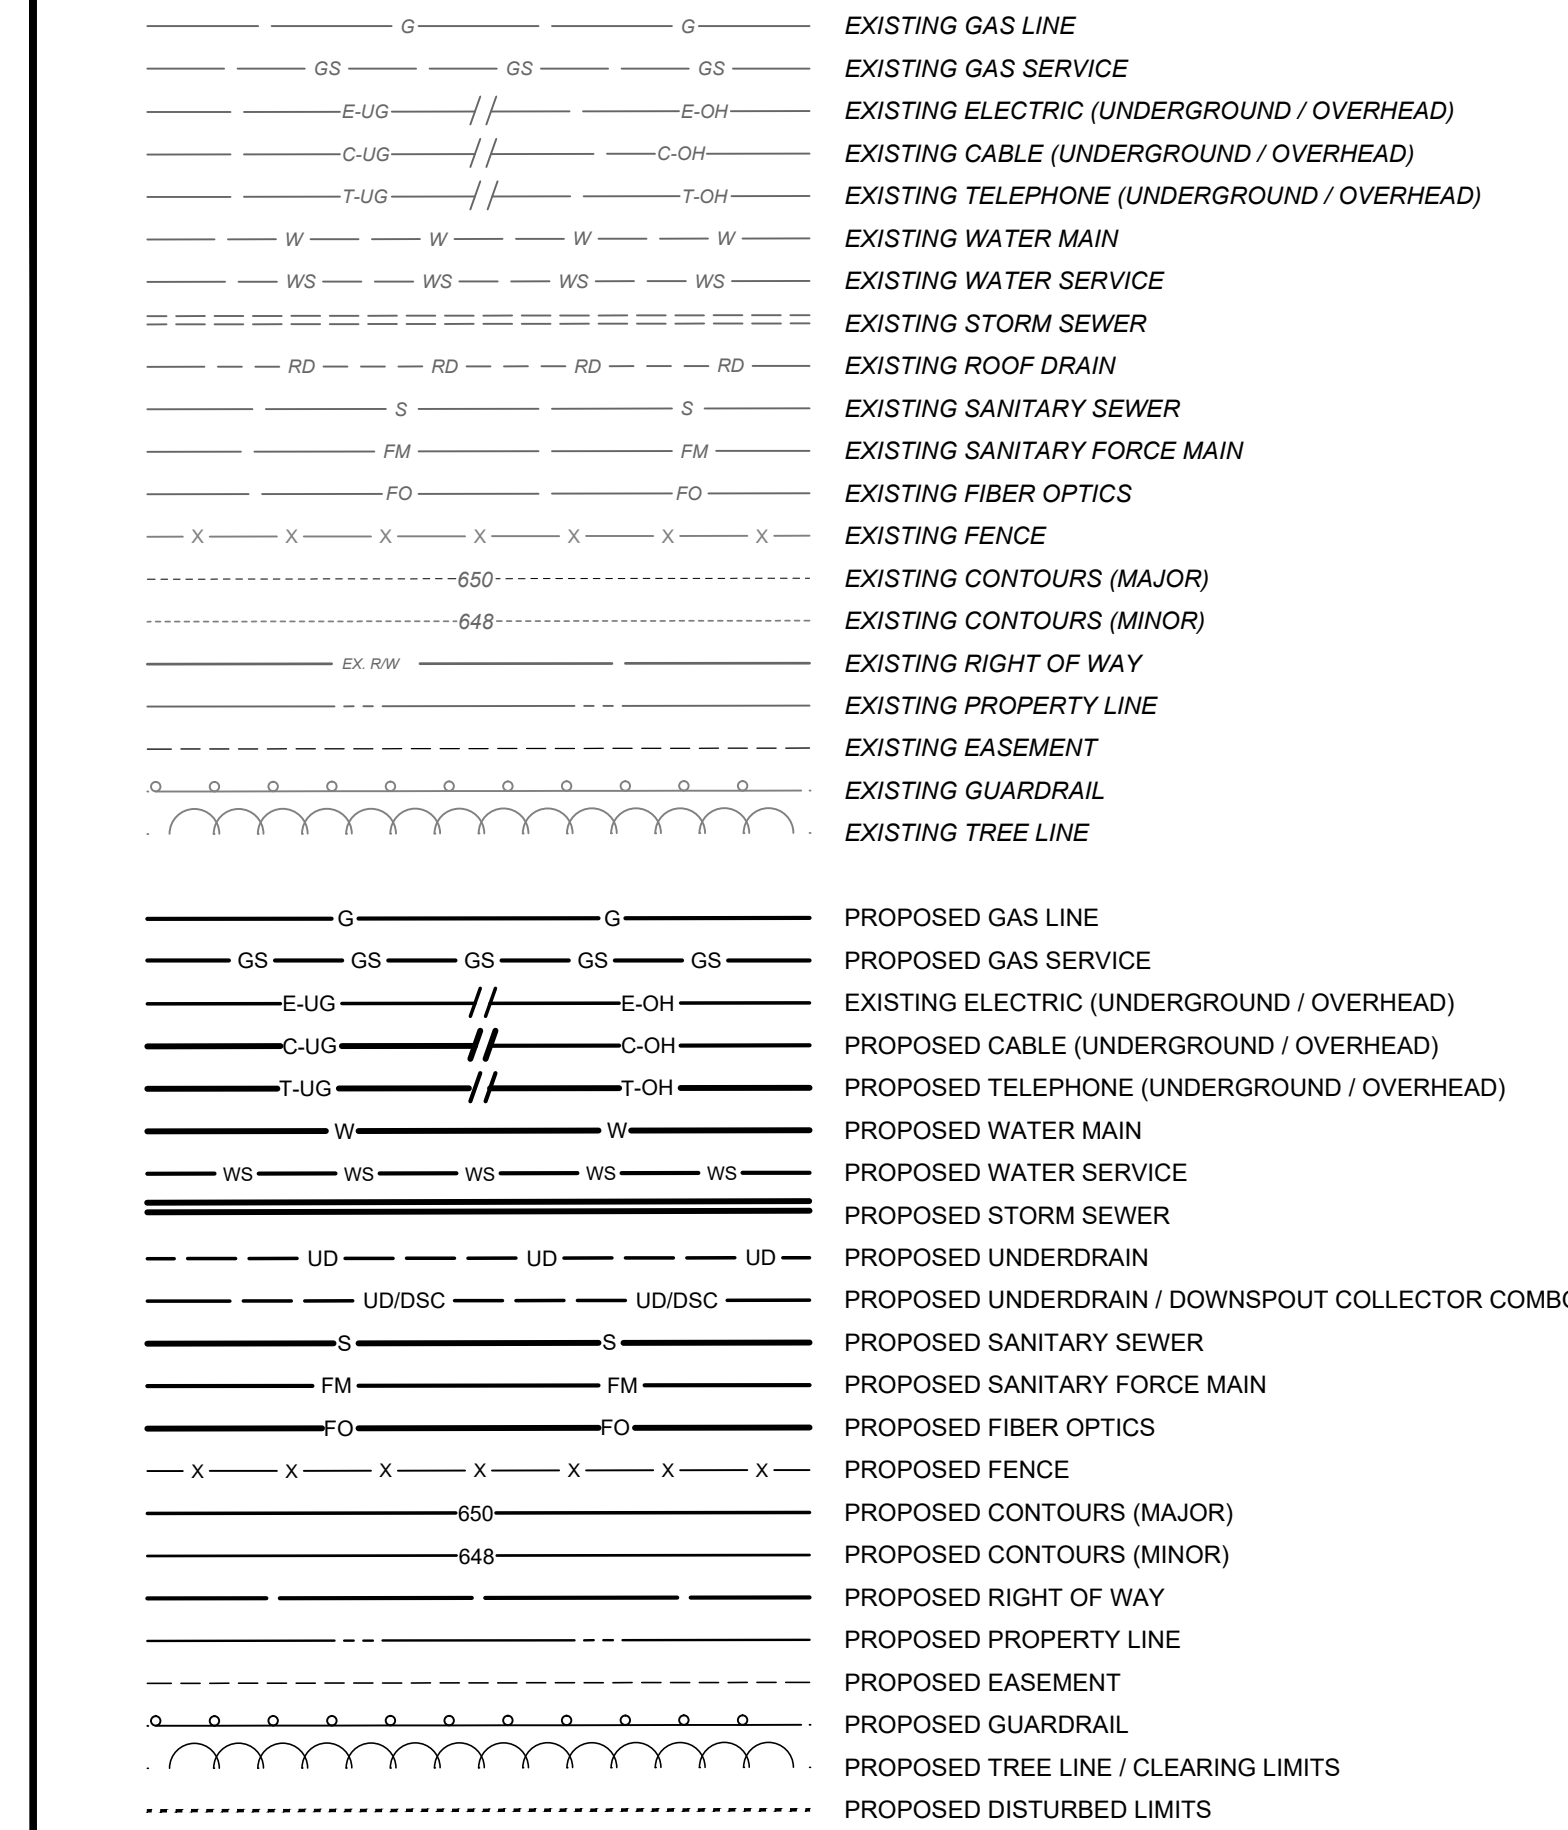 G G EXISTING GAS LINE
GS GS GS EXISTING GAS SERVICE
E-UG E-OH EXISTING ELECTRIC (UNDERGROUND / OVERHEAD)
C-UG C-OH EXISTING CABLE (UNDERGROUND / OVERHEAD)
T-UG T-OH EXISTING TELEPHONE (UNDERGROUND / OVERHEAD)
W W W W EXISTING WATER MAIN
WS WS WS WS EXISTING WATER SERVICE
EXISTING STORM SEWER
RD RD RD RD EXISTING ROOF DRAIN
S S EXISTING SANITARY SEWER
FM FM EXISTING SANITARY FORCE MAIN
FO FO EXISTING FIBER OPTICS
X X X X X X X EXISTING FENCE
650 EXISTING CONTOURS (MAJOR)
648 EXISTING CONTOURS (MINOR)
EX. R/W EXISTING RIGHT OF WAY
EXISTING PROPERTY LINE
EXISTING EASEMENT
EXISTING GUARDRAIL
EXISTING TREE LINE
G G PROPOSED GAS LINE
GS GS GS GS GS PROPOSED GAS SERVICE
E-UG E-OH EXISTING ELECTRIC (UNDERGROUND / OVERHEAD)
C-UG C-OH PROPOSED CABLE (UNDERGROUND / OVERHEAD)
T-UG T-OH PROPOSED TELEPHONE (UNDERGROUND / OVERHEAD)
W W PROPOSED WATER MAIN
WS WS WS WS WS PROPOSED WATER SERVICE
PROPOSED STORM SEWER
UD UD UD PROPOSED UNDERDRAIN
UD/DSC UD/DSC PROPOSED UNDERDRAIN / DOWNSPOUT COLLECTOR COMBO
S S PROPOSED SANITARY SEWER
FM FM PROPOSED SANITARY FORCE MAIN
FO FO PROPOSED FIBER OPTICS
X X X X X X X PROPOSED FENCE
650 PROPOSED CONTOURS (MAJOR)
648 PROPOSED CONTOURS (MINOR)
PROPOSED RIGHT OF WAY
PROPOSED PROPERTY LINE
PROPOSED EASEMENT
PROPOSED GUARDRAIL
PROPOSED TREE LINE / CLEARING LIMITS
PROPOSED DISTURBED LIMITS